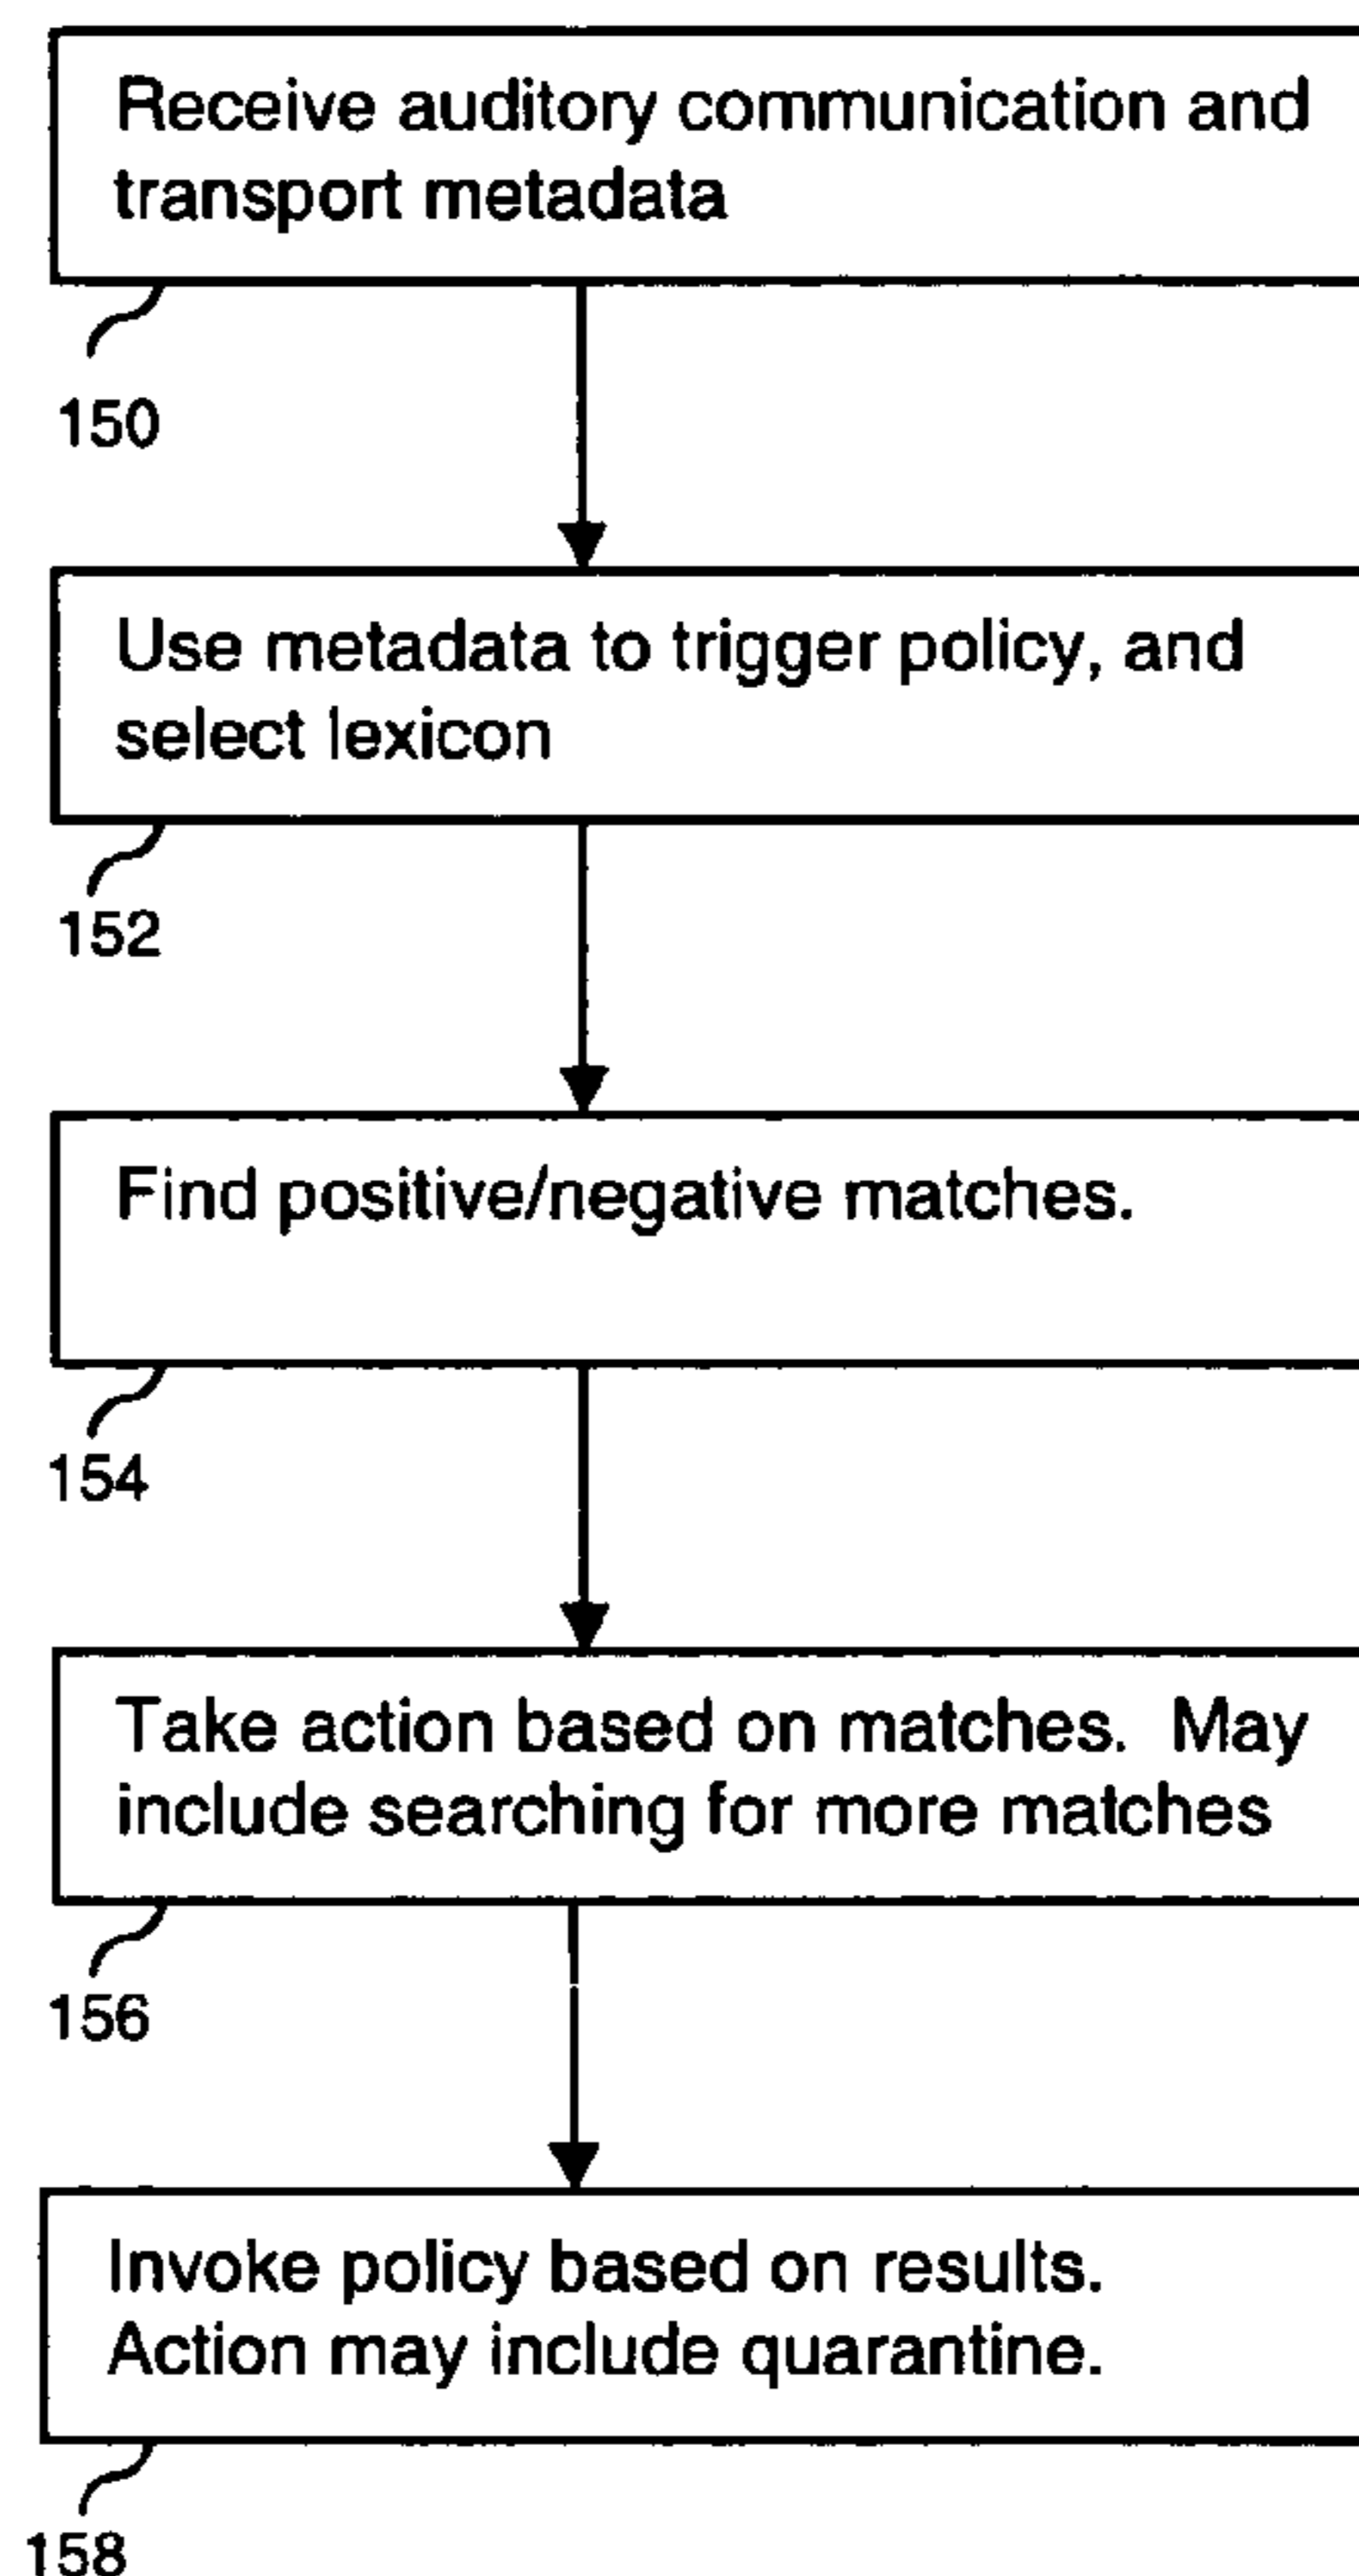 Receive auditory communication and
transport metadata
150
Use metadata to trigger policy, and
select lexicon
152
Find positive/negative matches.
154
Take action based on matches. May
include searching for more matches
156
Invoke policy based on results.
Action may include quarantine.
158